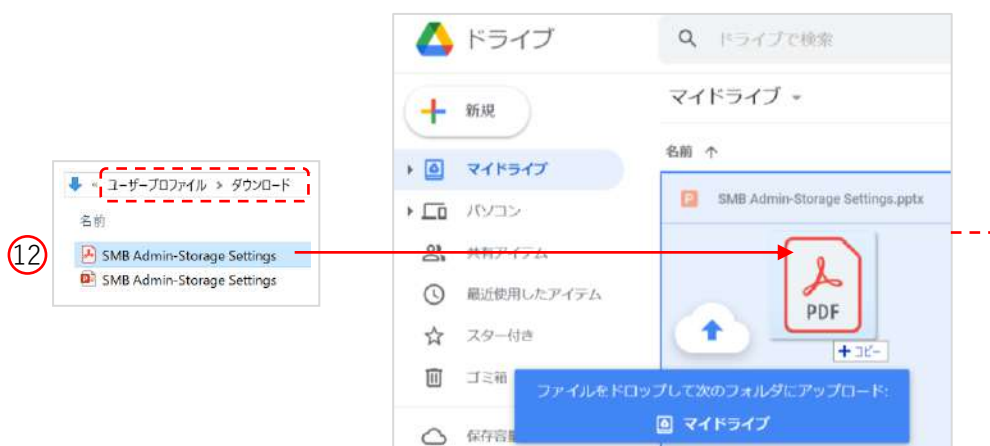 ⑫
« ユーザープロファイル > ダウンロード
名前
SMB Admin-Storage Settings
SMB Admin-Storage Settings
ドライブ
ドライブで検索
新規
マイドライブ
パソコン
共有アイテム
最近使用したアイテム
スター付き
ゴミ箱
保存容量
マイドライブ
名前 ↑
SMB Admin-Storage Settings.pptx
PDF
+ コピー
ファイルをドロップして次のフォルダにアップロード:
マイドライブ